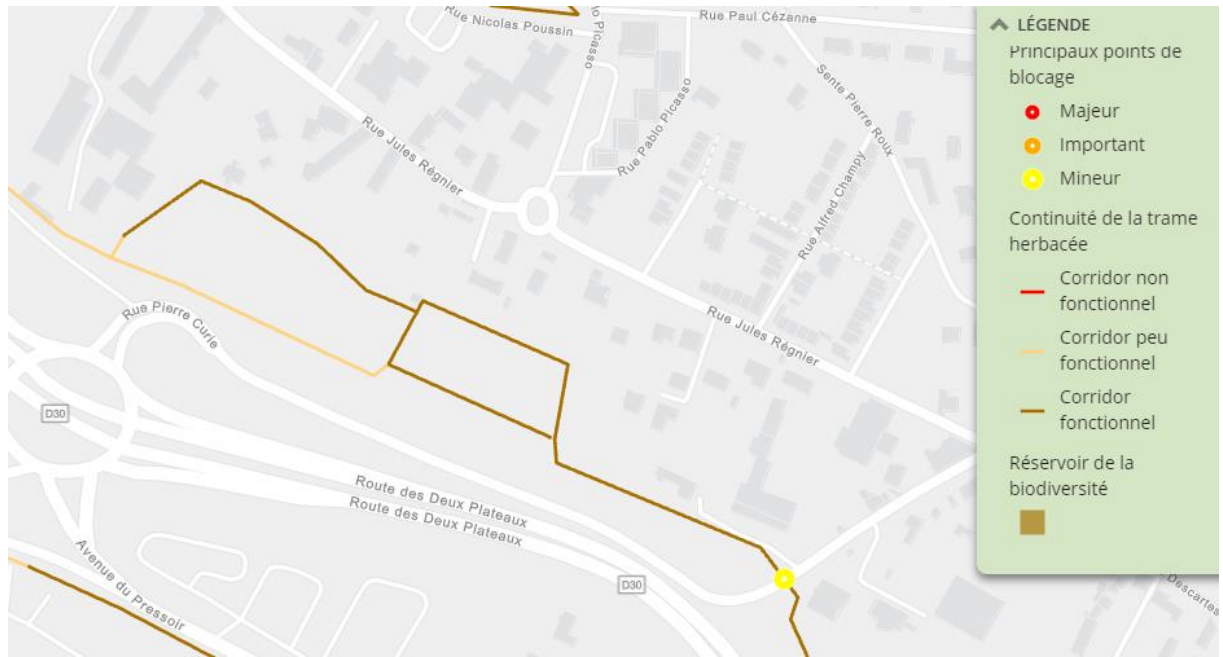 Rue Nicolas Poussin
Picasso
Rue Paul Cézanne
Sente Pierre Roux
Rue Pablo Picasso
Rue Jules Régnier
Rue Alfred Champy
Rue Pierre Curie
Rue Jules Régnier
D30
Route des Deux Plateaux
Route des Deux Plateaux
D30
Avenue du Pressoir
Descartes
LÉGENDE
Principaux points de
blocage
Majeur
Important
Mineur
Continuité de la trame
herbacée
Corridor non
fonctionnel
Corridor peu
fonctionnel
Corridor
fonctionnel
Réservoir de la
biodiversité